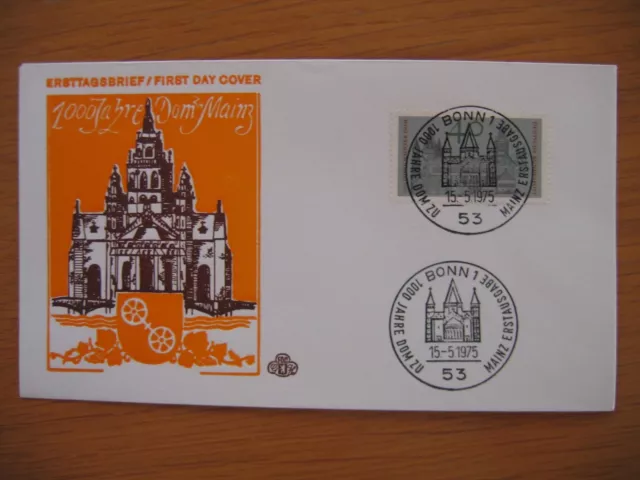 ERSTTAGSBRIEF / FIRST DAY COVER
1000 Jahre Dom Mainz
BONN 1
1000 JAHRE DOM ZU MAINZ ERSTAUSGABE
15.-5.1975
53
BONN 1
1000 JAHRE DOM ZU MAINZ ERSTAUSGABE
15.-5.1975
53